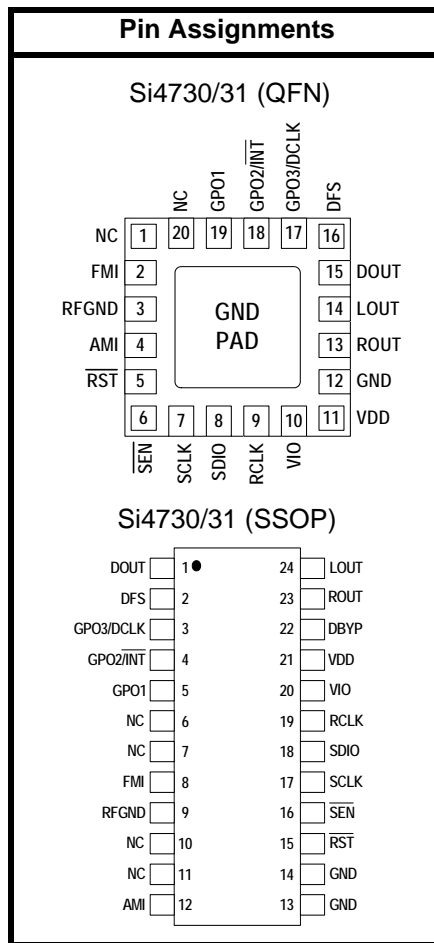 Pin Assignments
Si4730/31 (QFN)
NC
GPO1
GPO2/INT
GPO3/DCLK
DFS
20 19 18 17 16
NC 1
FMI 2
RFGND 3
AMI 4
RST 5
GND
PAD
15 DOUT
14 LOUT
13 ROUT
12 GND
11 VDD
6 7 8 9 10
SEN
SCLK
SDIO
RCLK
VIO
Si4730/31 (SSOP)
DOUT 1 24 LOUT
DFS 2 23 ROUT
GPO3/DCLK 3 22 DBYP
GPO2/INT 4 21 VDD
GPO1 5 20 VIO
NC 6 19 RCLK
NC 7 18 SDIO
FMI 8 17 SCLK
RFGND 9 16 SEN
NC 10 15 RST
NC 11 14 GND
AMI 12 13 GND